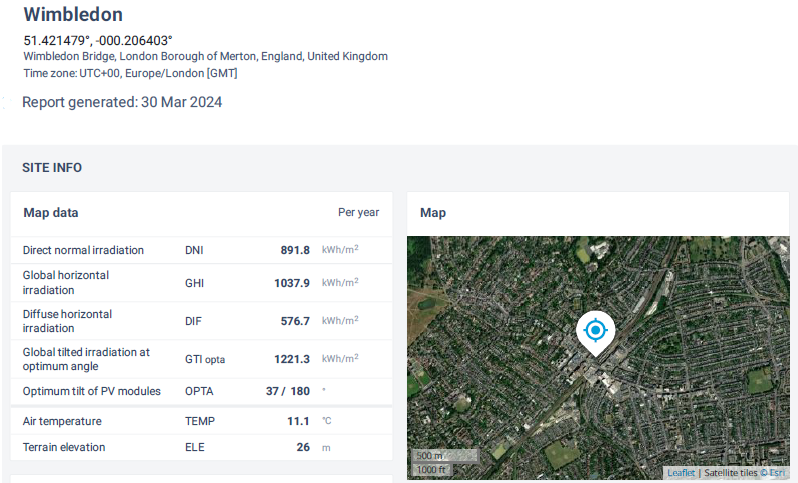 Wimbledon
51.421479°, -000.206403°
Wimbledon Bridge, London Borough of Merton, England, United Kingdom
Time zone: UTC+00, Europe/London [GMT]
Report generated: 30 Mar 2024
SITE INFO
Map data Per year
Direct normal irradiation DNI 891.8 kWh/m²
Global horizontal
irradiation GHI 1037.9 kWh/m²
Diffuse horizontal
irradiation DIF 576.7 kWh/m²
Global tilted irradiation at
optimum angle GTI opta 1221.3 kWh/m²
Optimum tilt of PV modules OPTA 37 / 180 °
Air temperature TEMP 11.1 °C
Terrain elevation ELE 26 m
Map
500 m
1000 ft
Leaflet | Satellite tiles © Esri